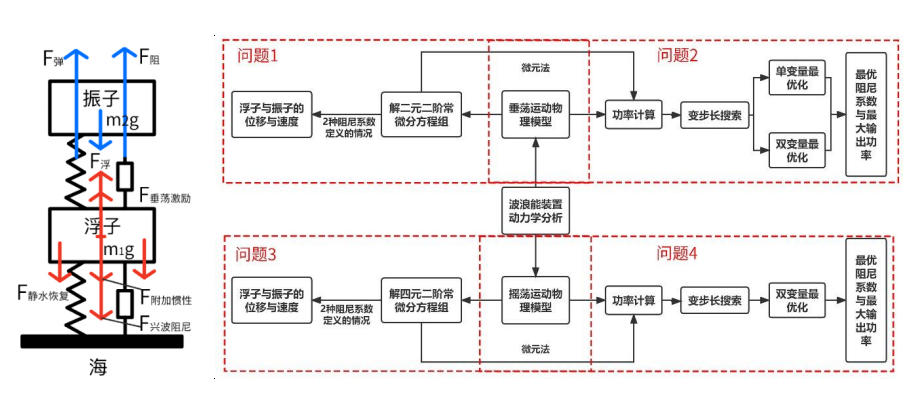 F弹
F阻
振子
m2g
F浮
F垂荡激励
浮子
m1g
F静水恢复
F附加惯性
F兴波阻尼
海
问题1
问题2
微元法
浮子与振子的
位移与速度
2种阻尼系数
定义的情况
解二元二阶常
微分方程组
垂荡运动物
理模型
功率计算
变步长搜索
单变量最
优化
双变量最
优化
最优
阻尼
系数
与最
大输
出功
率
波浪能装置
动力学分析
问题3
问题4
浮子与振子的
位移与速度
2种阻尼系数
定义的情况
解四元二阶常
微分方程组
摇荡运动物
理模型
功率计算
变步长搜索
双变量最
优化
最优
阻尼
系数
与最
大输
出功
率
微元法